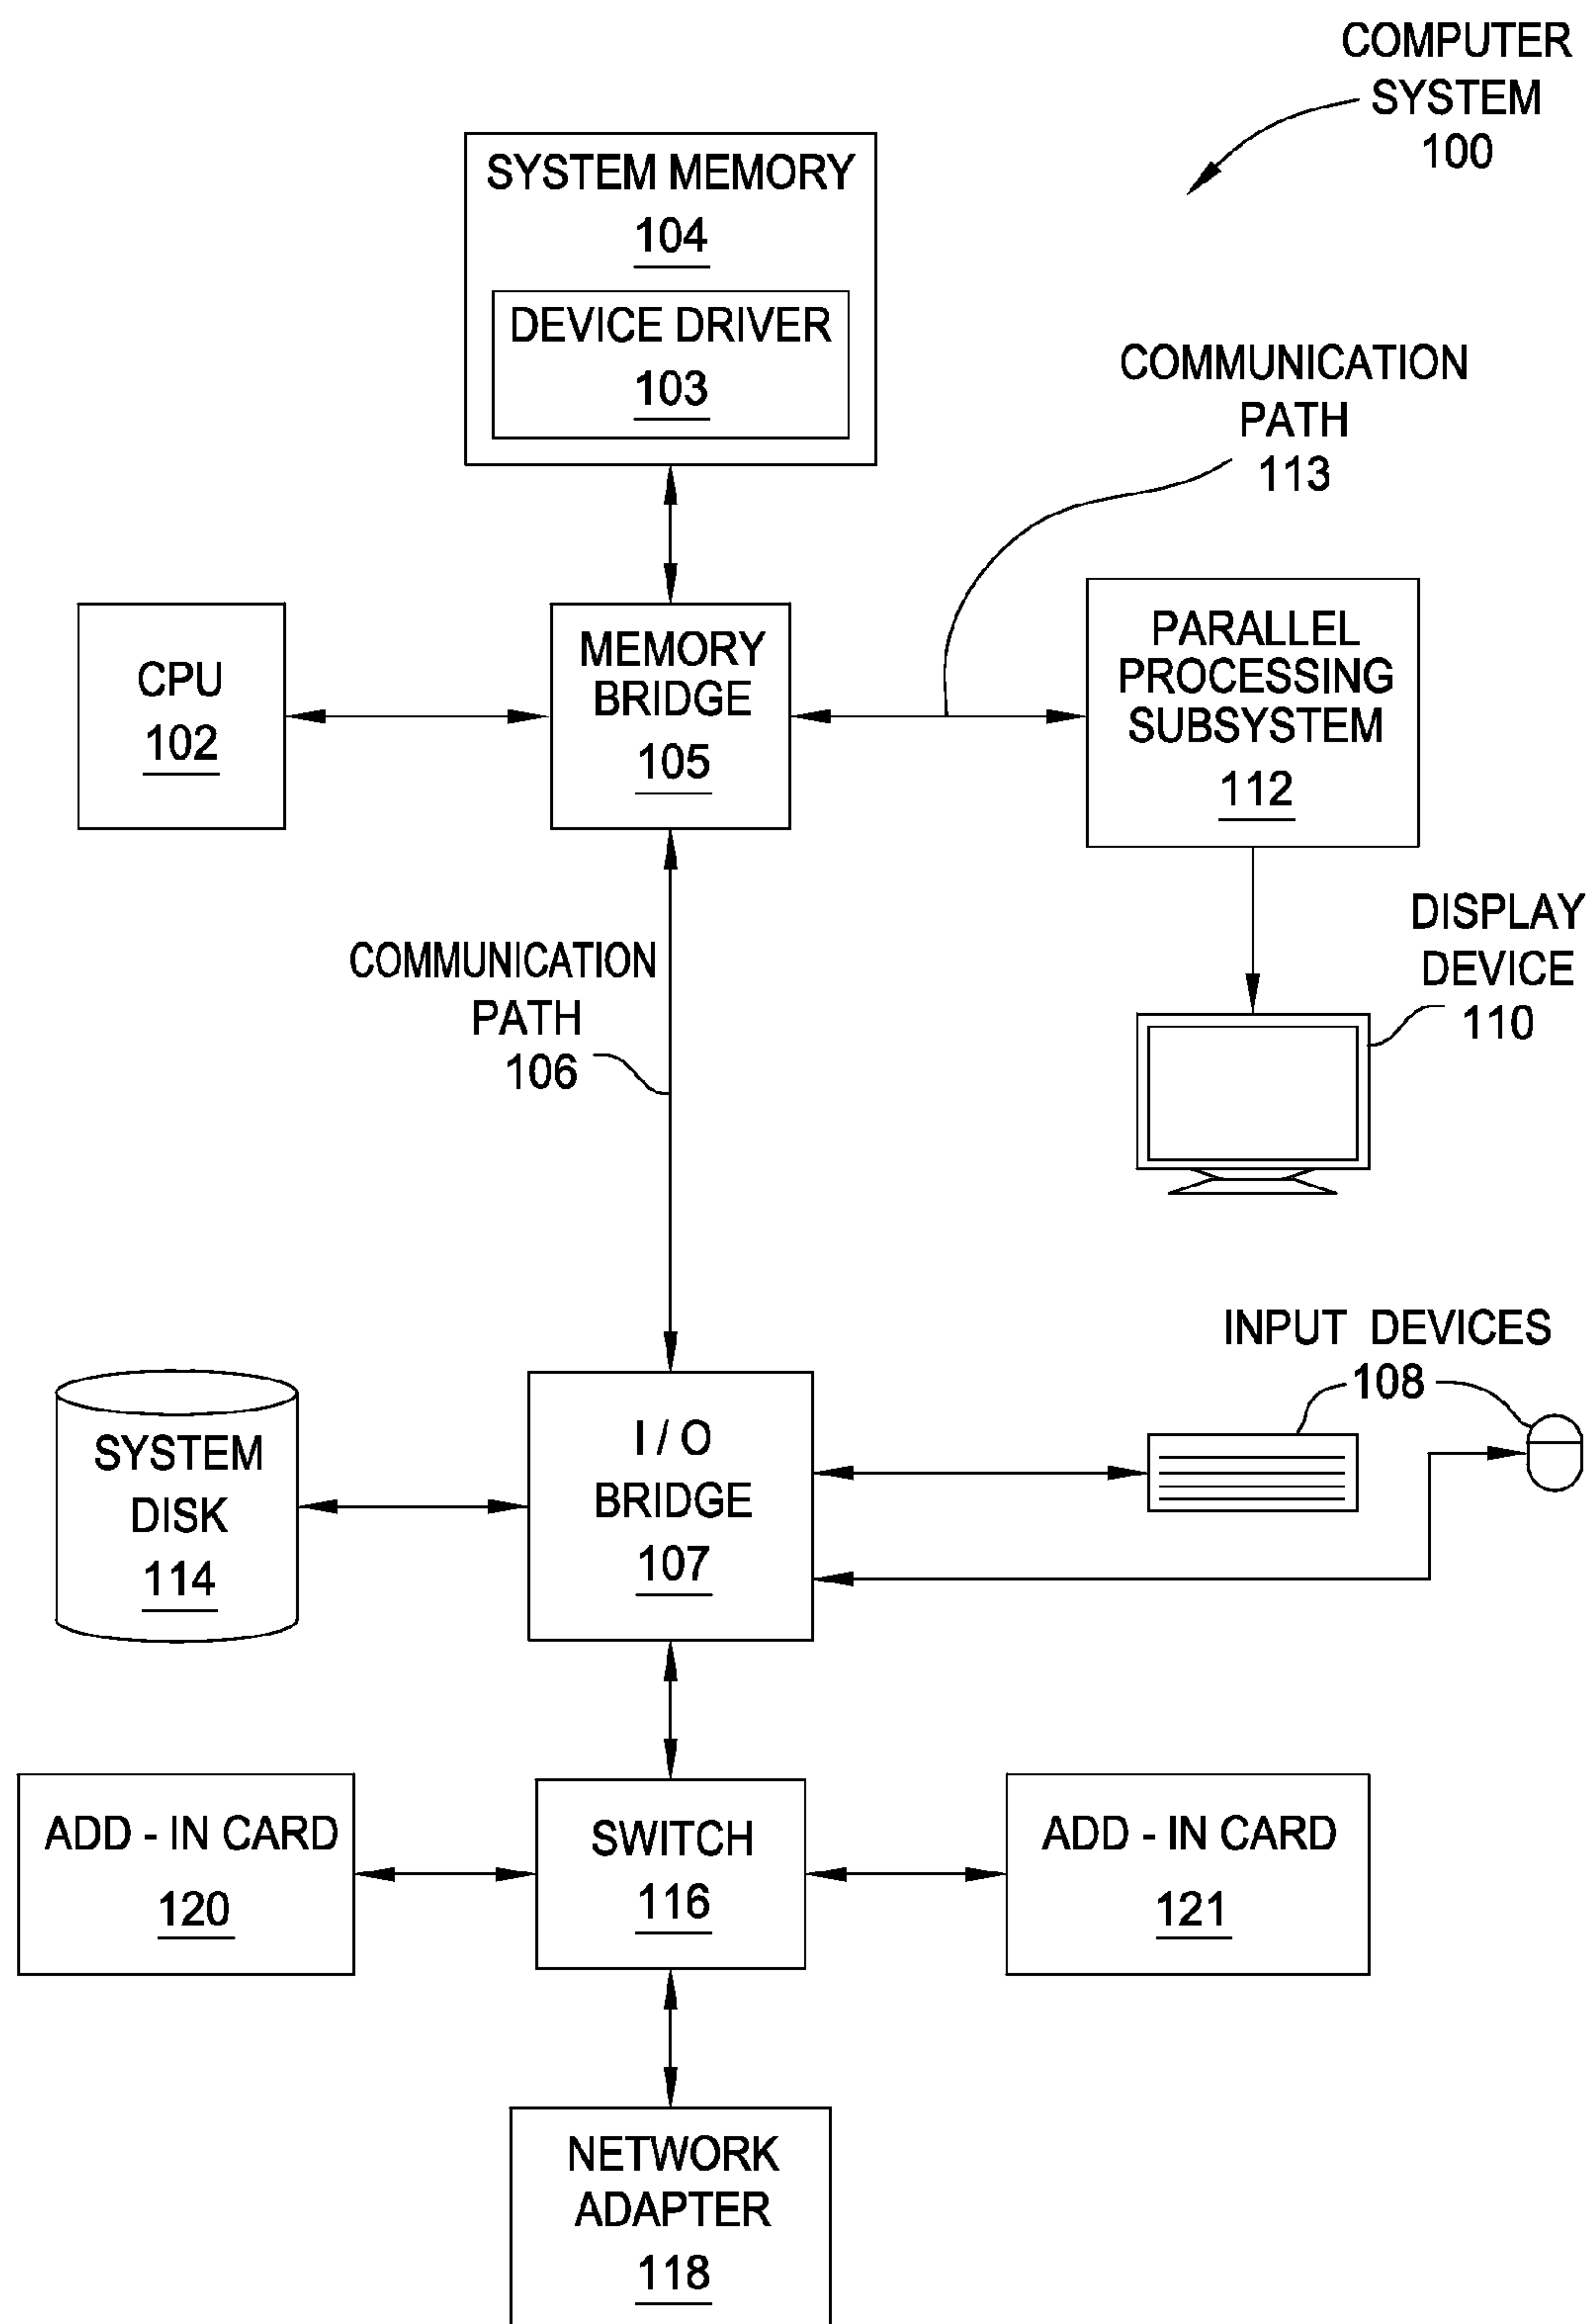 COMPUTER
SYSTEM
100
SYSTEM MEMORY
104
DEVICE DRIVER
103
COMMUNICATION
PATH
113
CPU
102
MEMORY
BRIDGE
105
PARALLEL
PROCESSING
SUBSYSTEM
112
COMMUNICATION
PATH
106
DISPLAY
DEVICE
110
INPUT DEVICES
108
SYSTEM
DISK
114
I / O
BRIDGE
107
ADD - IN CARD
120
SWITCH
116
ADD - IN CARD
121
NETWORK
ADAPTER
118